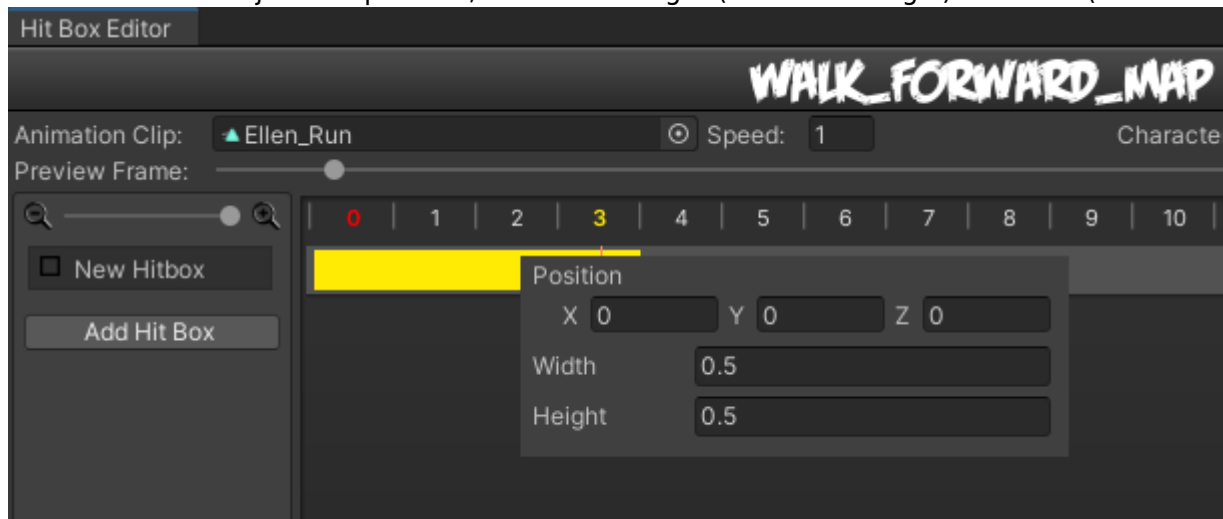 Hit Box Editor
WALK_FORWARD_MAP
Animation Clip: Ellen_Run Speed: 1 Characte
Preview Frame:
0 | 1 | 2 | 3 | 4 | 5 | 6 | 7 | 8 | 9 | 10 |
New Hitbox
Position
X 0 Y 0 Z 0
Add Hit Box
Width 0.5
Height 0.5